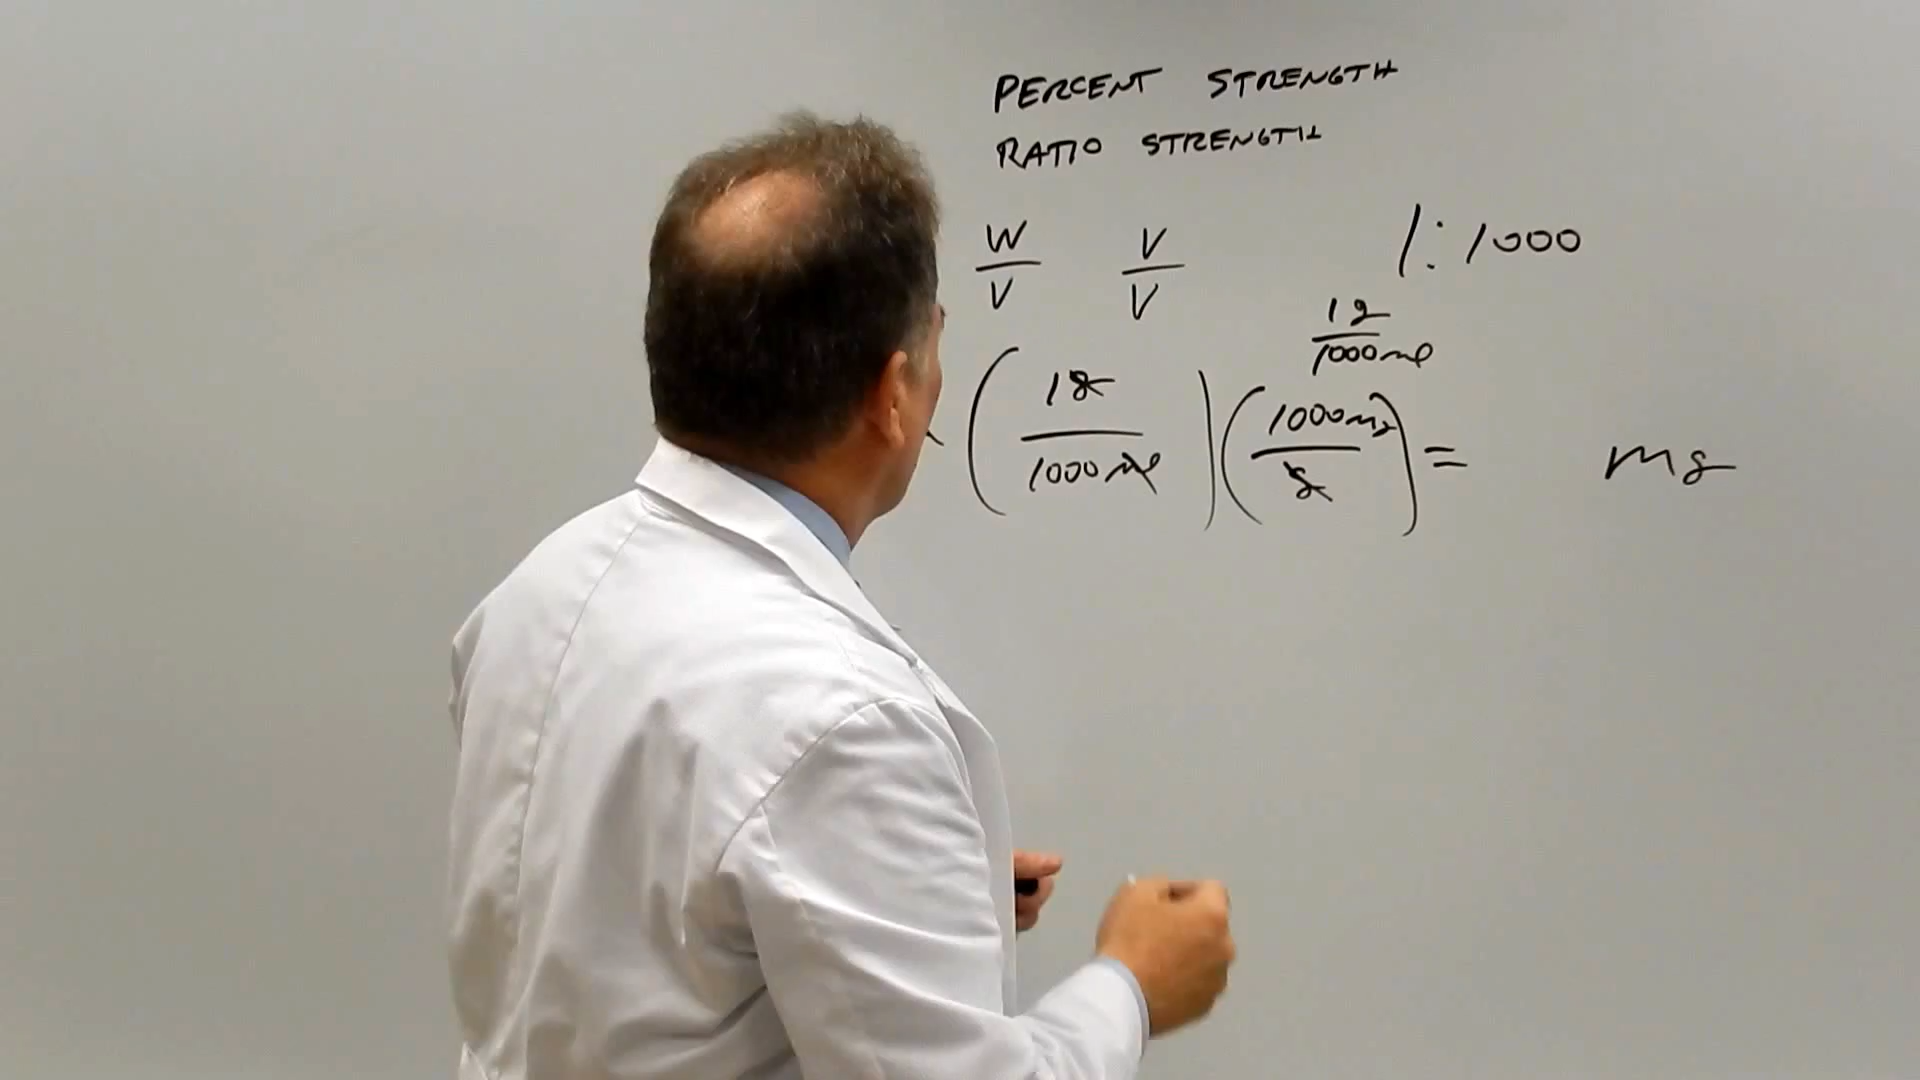 PERCENT STRENGTH
RATIO STRENGTH
W/V V/V 1:1000
1g/1000ml
(1g/1000ml)(1000mg/g) = mg